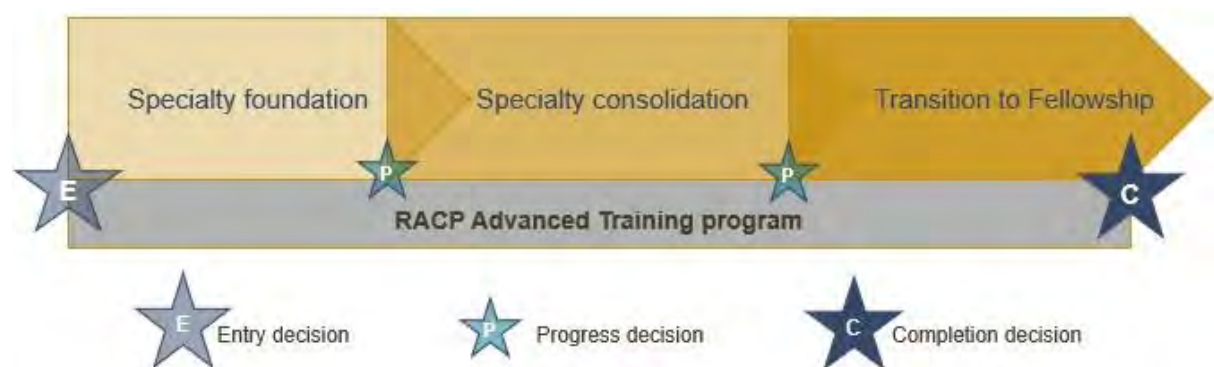 Specialty foundation
Specialty consolidation
Transition to Fellowship
E
P
P
C
RACP Advanced Training program
E
Entry decision
P
Progress decision
C
Completion decision